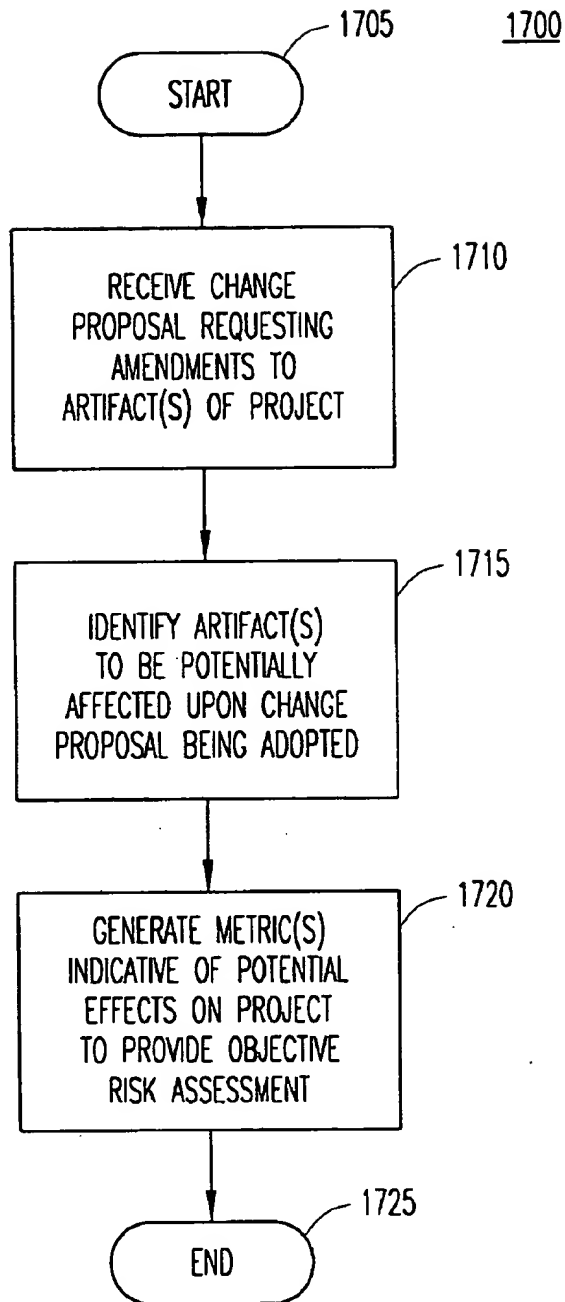 1705
1700
START
1710
RECEIVE CHANGE
PROPOSAL REQUESTING
AMENDMENTS TO
ARTIFACT(S) OF PROJECT
1715
IDENTIFY ARTIFACT(S)
TO BE POTENTIALLY
AFFECTED UPON CHANGE
PROPOSAL BEING ADOPTED
1720
GENERATE METRIC(S)
INDICATIVE OF POTENTIAL
EFFECTS ON PROJECT
TO PROVIDE OBJECTIVE
RISK ASSESSMENT
1725
END